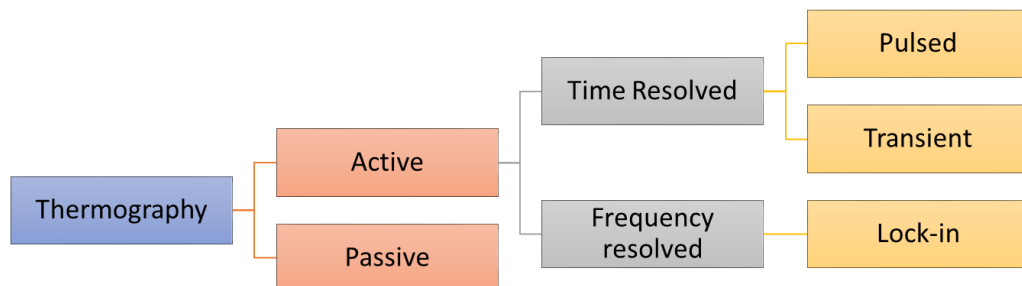 Thermography
Active
Passive
Time Resolved
Frequency
resolved
Pulsed
Transient
Lock-in